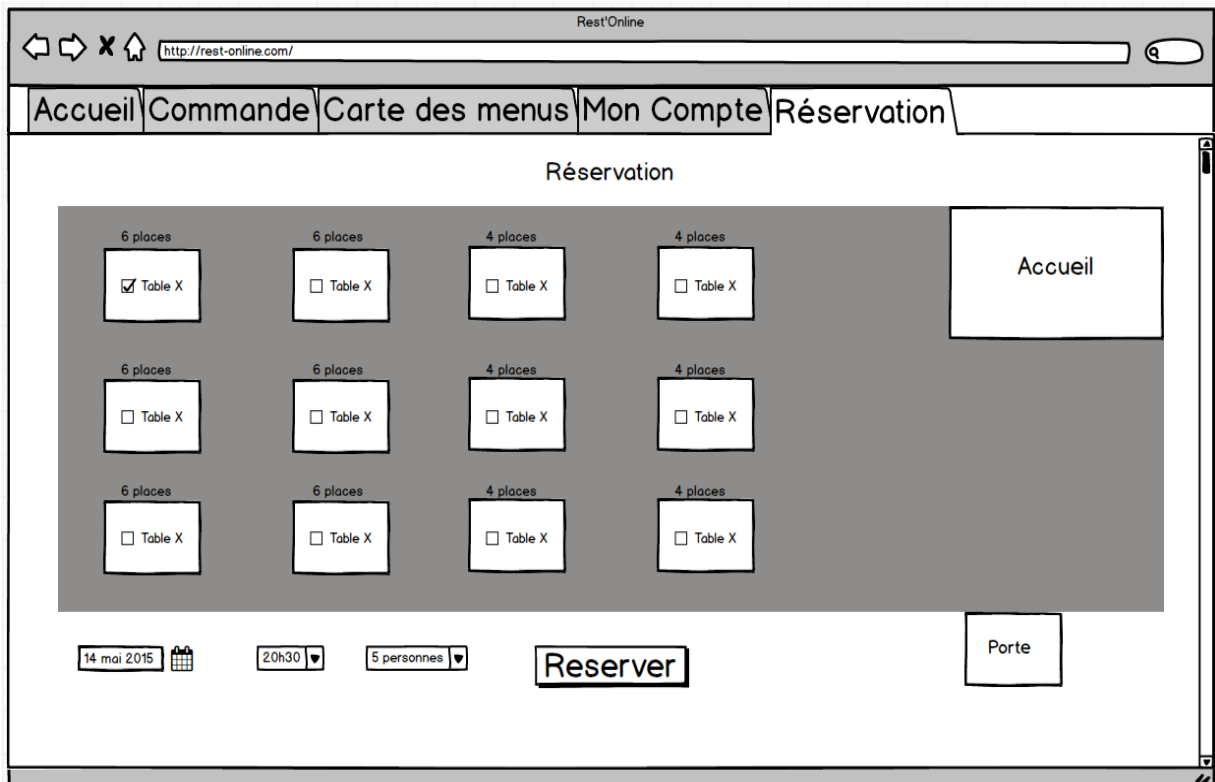 Rest'Online
http://rest-online.com/
Accueil Commande Carte des menus Mon Compte Réservation
Réservation
6 places 6 places 4 places 4 places
Table X Table X Table X Table X
Accueil
6 places 6 places 4 places 4 places
Table X Table X Table X Table X
6 places 6 places 4 places 4 places
Table X Table X Table X Table X
14 mai 2015 20h30 5 personnes Reserver
Porte